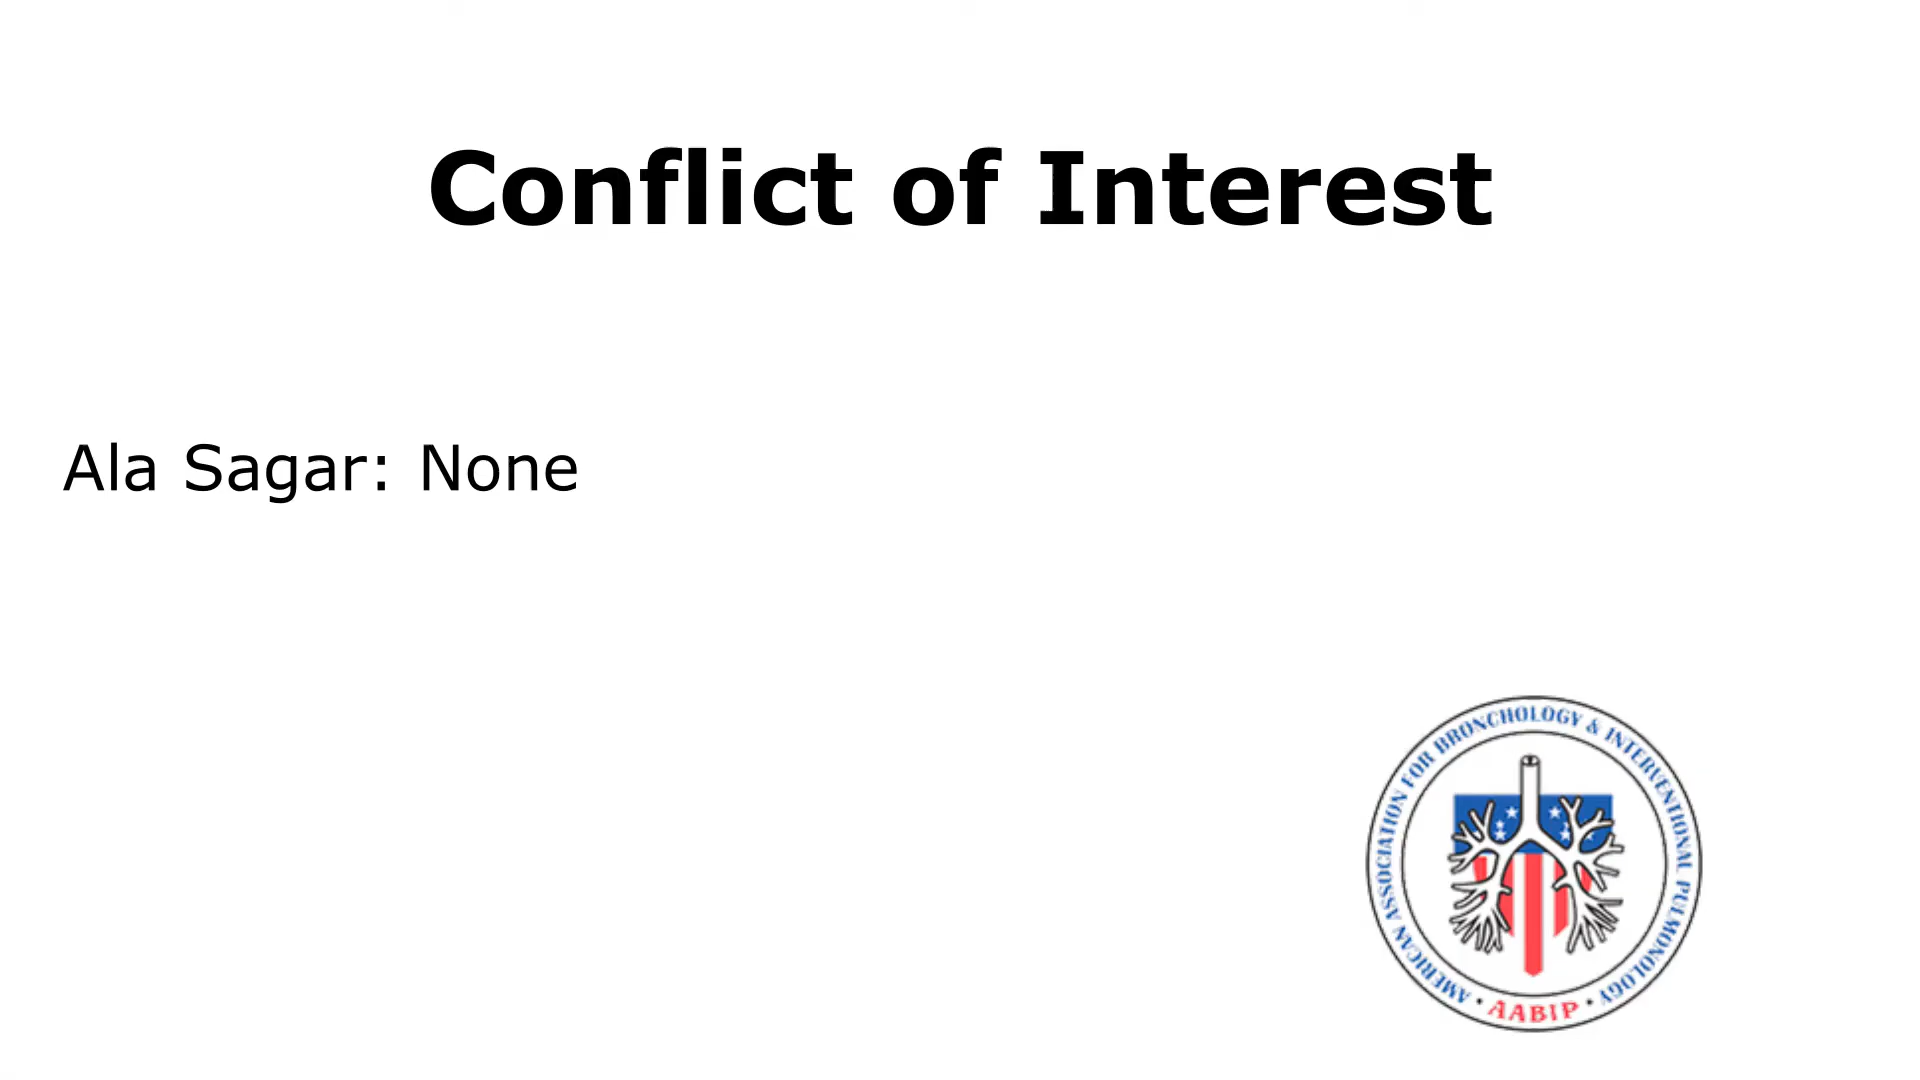 Conflict of Interest
Ala Sagar: None
AMERICAN ASSOCIATION FOR BRONCHOLOGY & INTERVENTIONAL PULMONOLOGY
• AABIP •